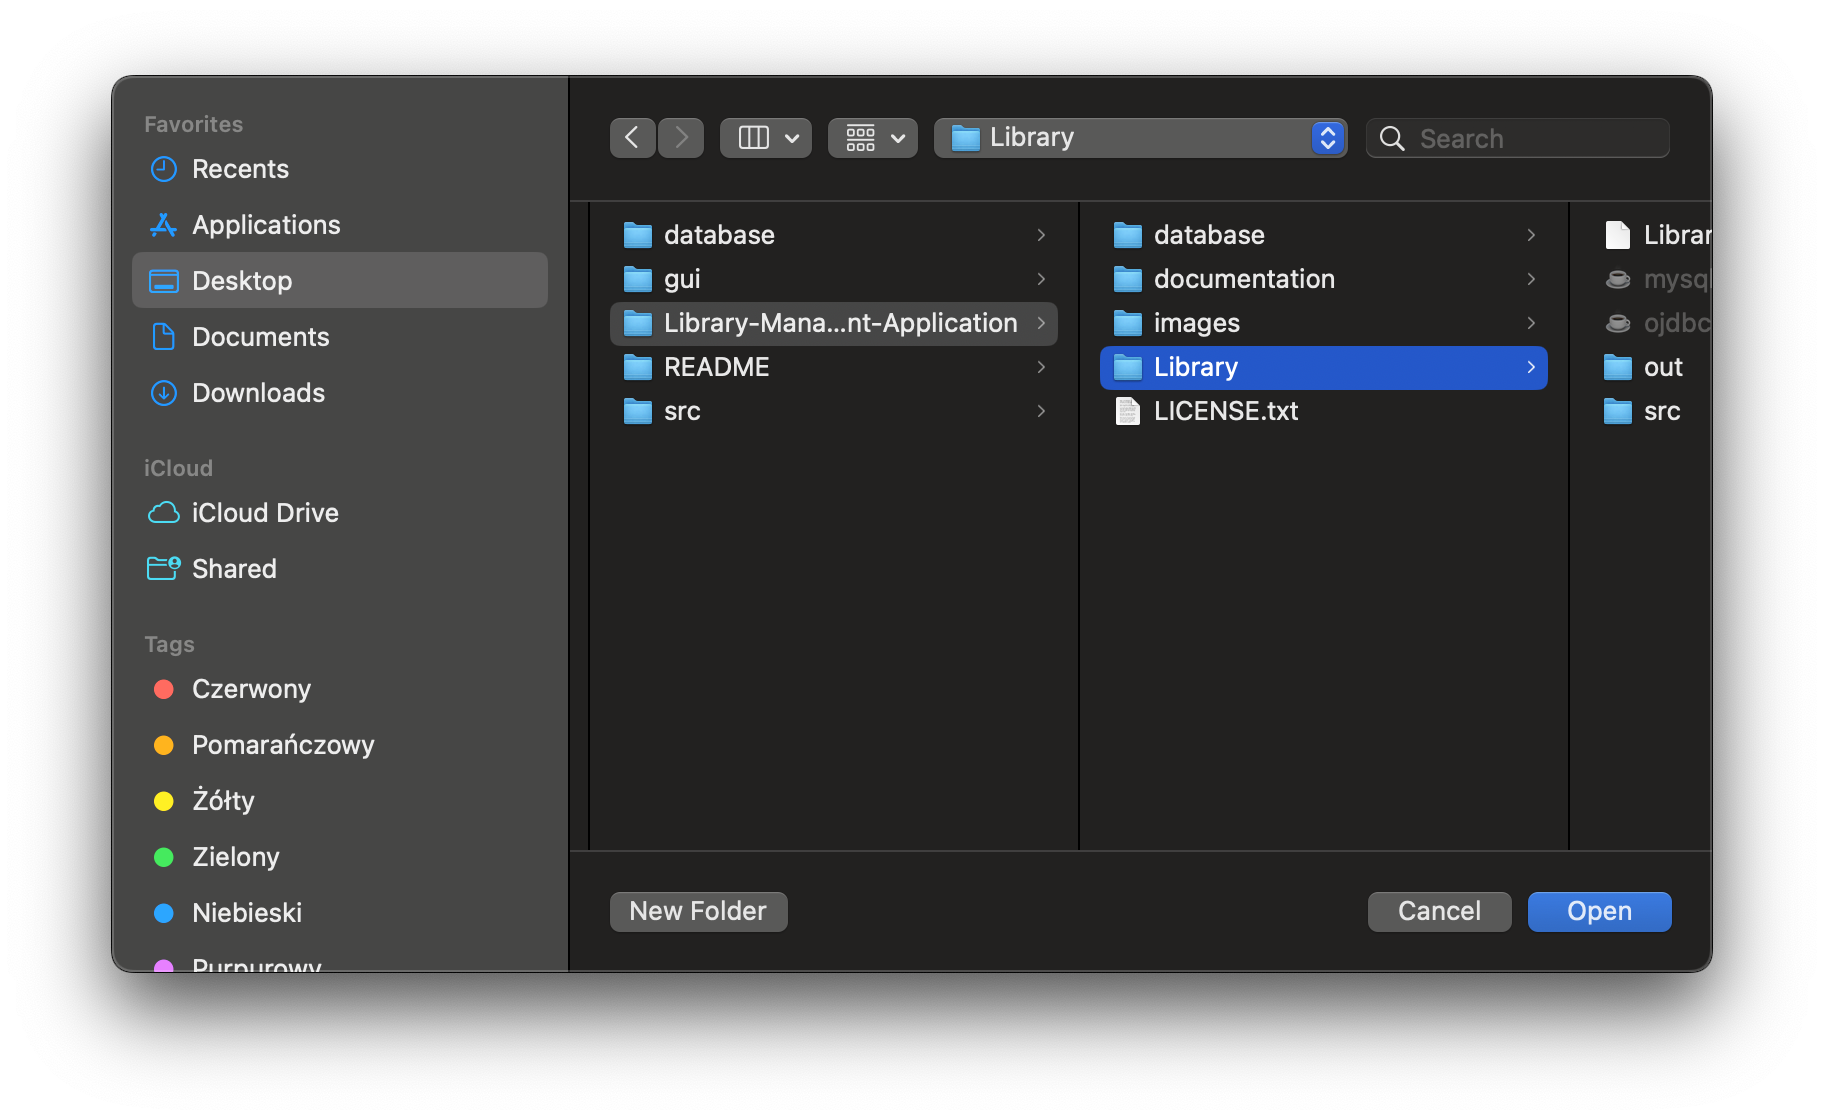 Favorites
Recents
Applications
Desktop
Documents
Downloads
iCloud
iCloud Drive
Shared
Tags
Czerwony
Pomarańczowy
Żółty
Zielony
Niebieski
Purpurowy
Library
Search
database
gui
Library-Mana...nt-Application
README
src
database
documentation
images
Library
LICENSE.txt
Librar
mysql
ojdbc
out
src
New Folder
Cancel
Open